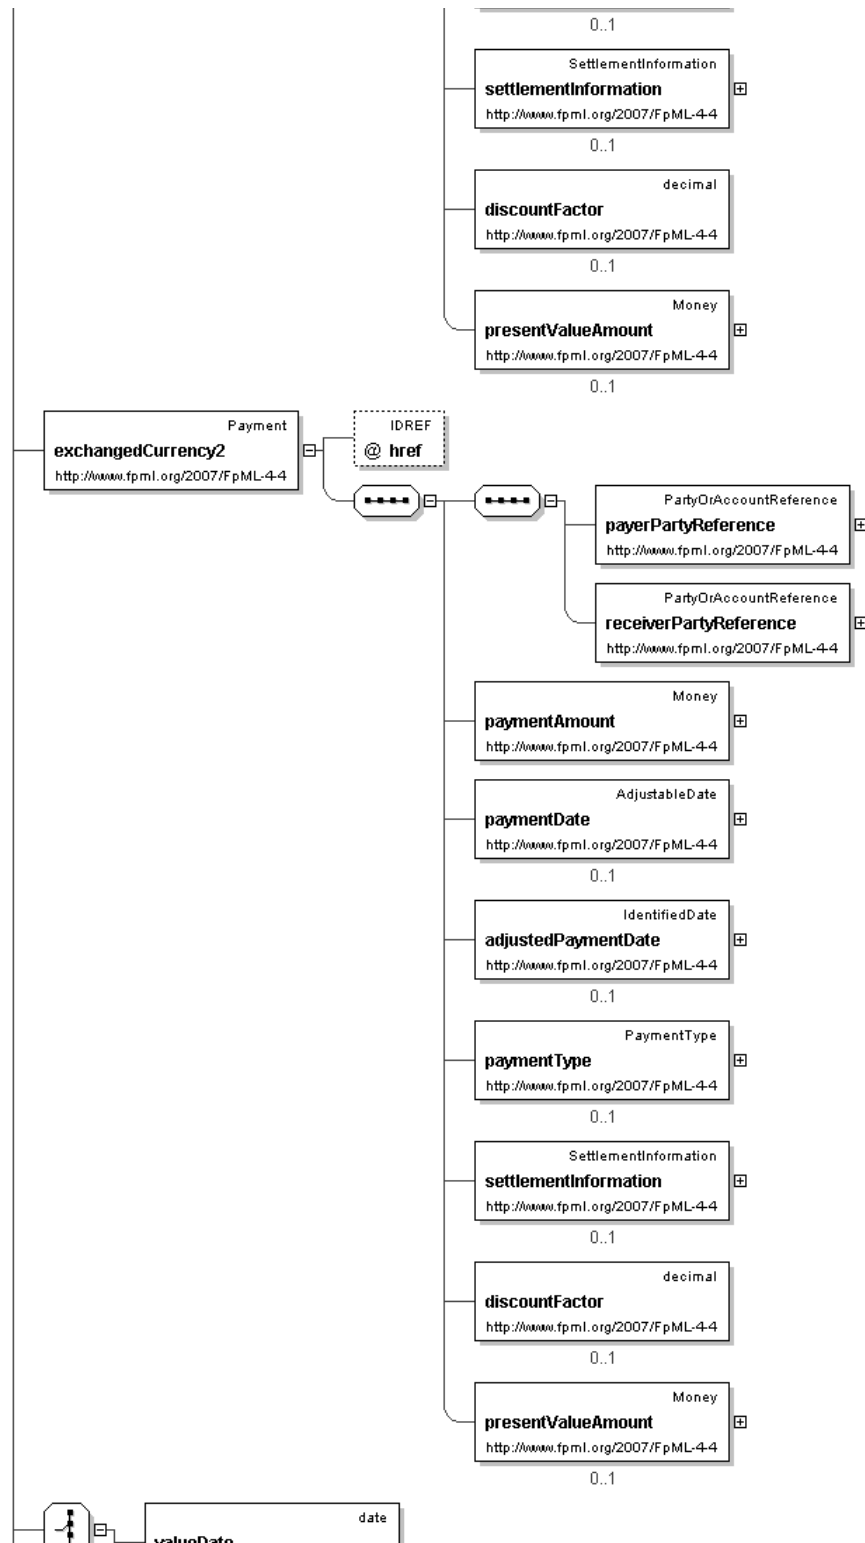 0..1
SettlementInformation
settlementInformation
http://www.fpml.org/2007/FpML-4-4
0..1
decimal
discountFactor
http://www.fpml.org/2007/FpML-4-4
0..1
Money
presentValueAmount
http://www.fpml.org/2007/FpML-4-4
0..1
Payment
exchangedCurrency2
http://www.fpml.org/2007/FpML-4-4
IDREF
@ href
PartyOrAccountReference
payerPartyReference
http://www.fpml.org/2007/FpML-4-4
PartyOrAccountReference
receiverPartyReference
http://www.fpml.org/2007/FpML-4-4
Money
paymentAmount
http://www.fpml.org/2007/FpML-4-4
AdjustableDate
paymentDate
http://www.fpml.org/2007/FpML-4-4
0..1
IdentifiedDate
adjustedPaymentDate
http://www.fpml.org/2007/FpML-4-4
0..1
PaymentType
paymentType
http://www.fpml.org/2007/FpML-4-4
0..1
SettlementInformation
settlementInformation
http://www.fpml.org/2007/FpML-4-4
0..1
decimal
discountFactor
http://www.fpml.org/2007/FpML-4-4
0..1
Money
presentValueAmount
http://www.fpml.org/2007/FpML-4-4
0..1
date
valueDate